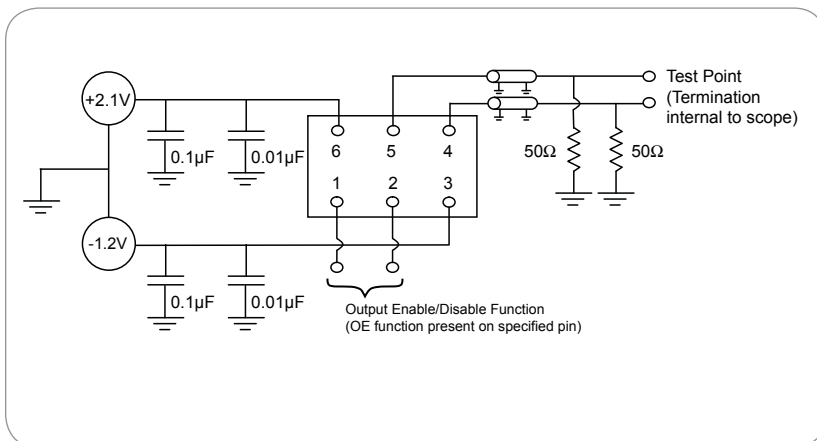 +2.1V
0.1µF
0.01µF
6
5
4
1
2
3
50Ω
50Ω
Test Point
(Termination
internal to scope)
-1.2V
0.1µF
0.01µF
Output Enable/Disable Function
(OE function present on specified pin)